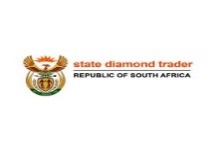 state diamond trader
REPUBLIC OF SOUTH AFRICA